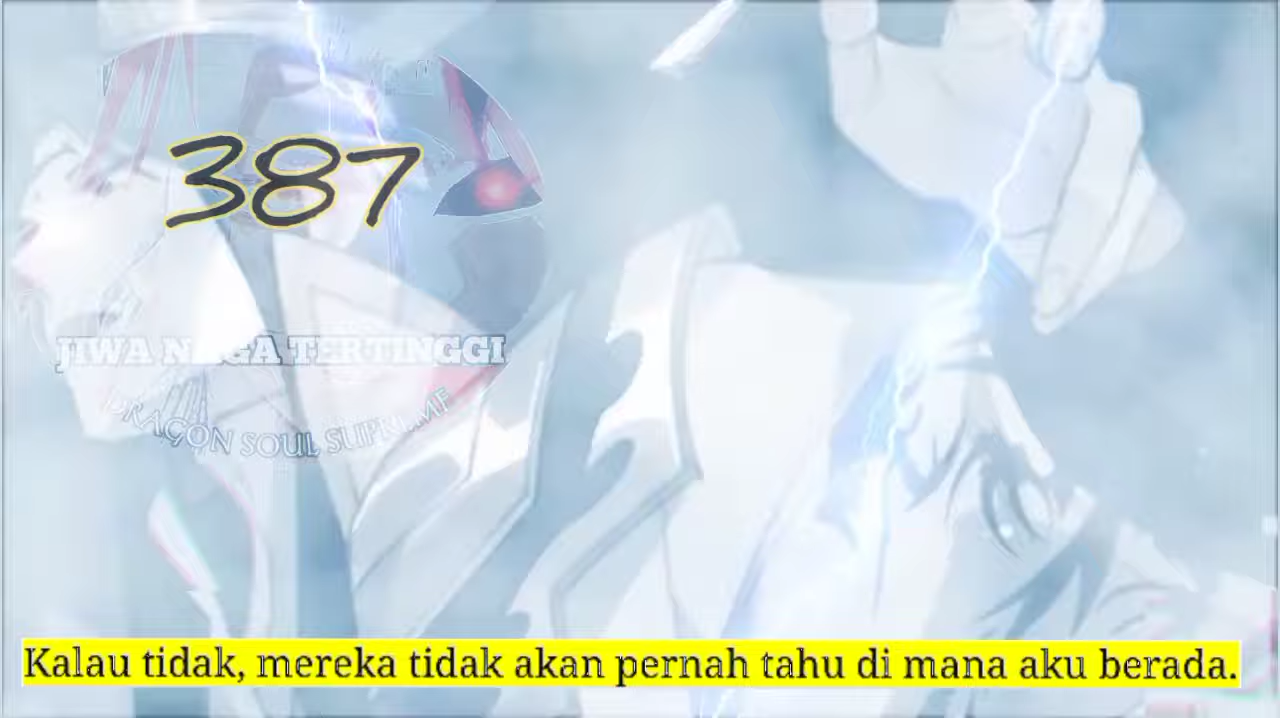 387
JIWA NAGA TERTINGGI
DRAGON SOUL SUPREME
Kalau tidak, mereka tidak akan pernah tahu di mana aku berada.